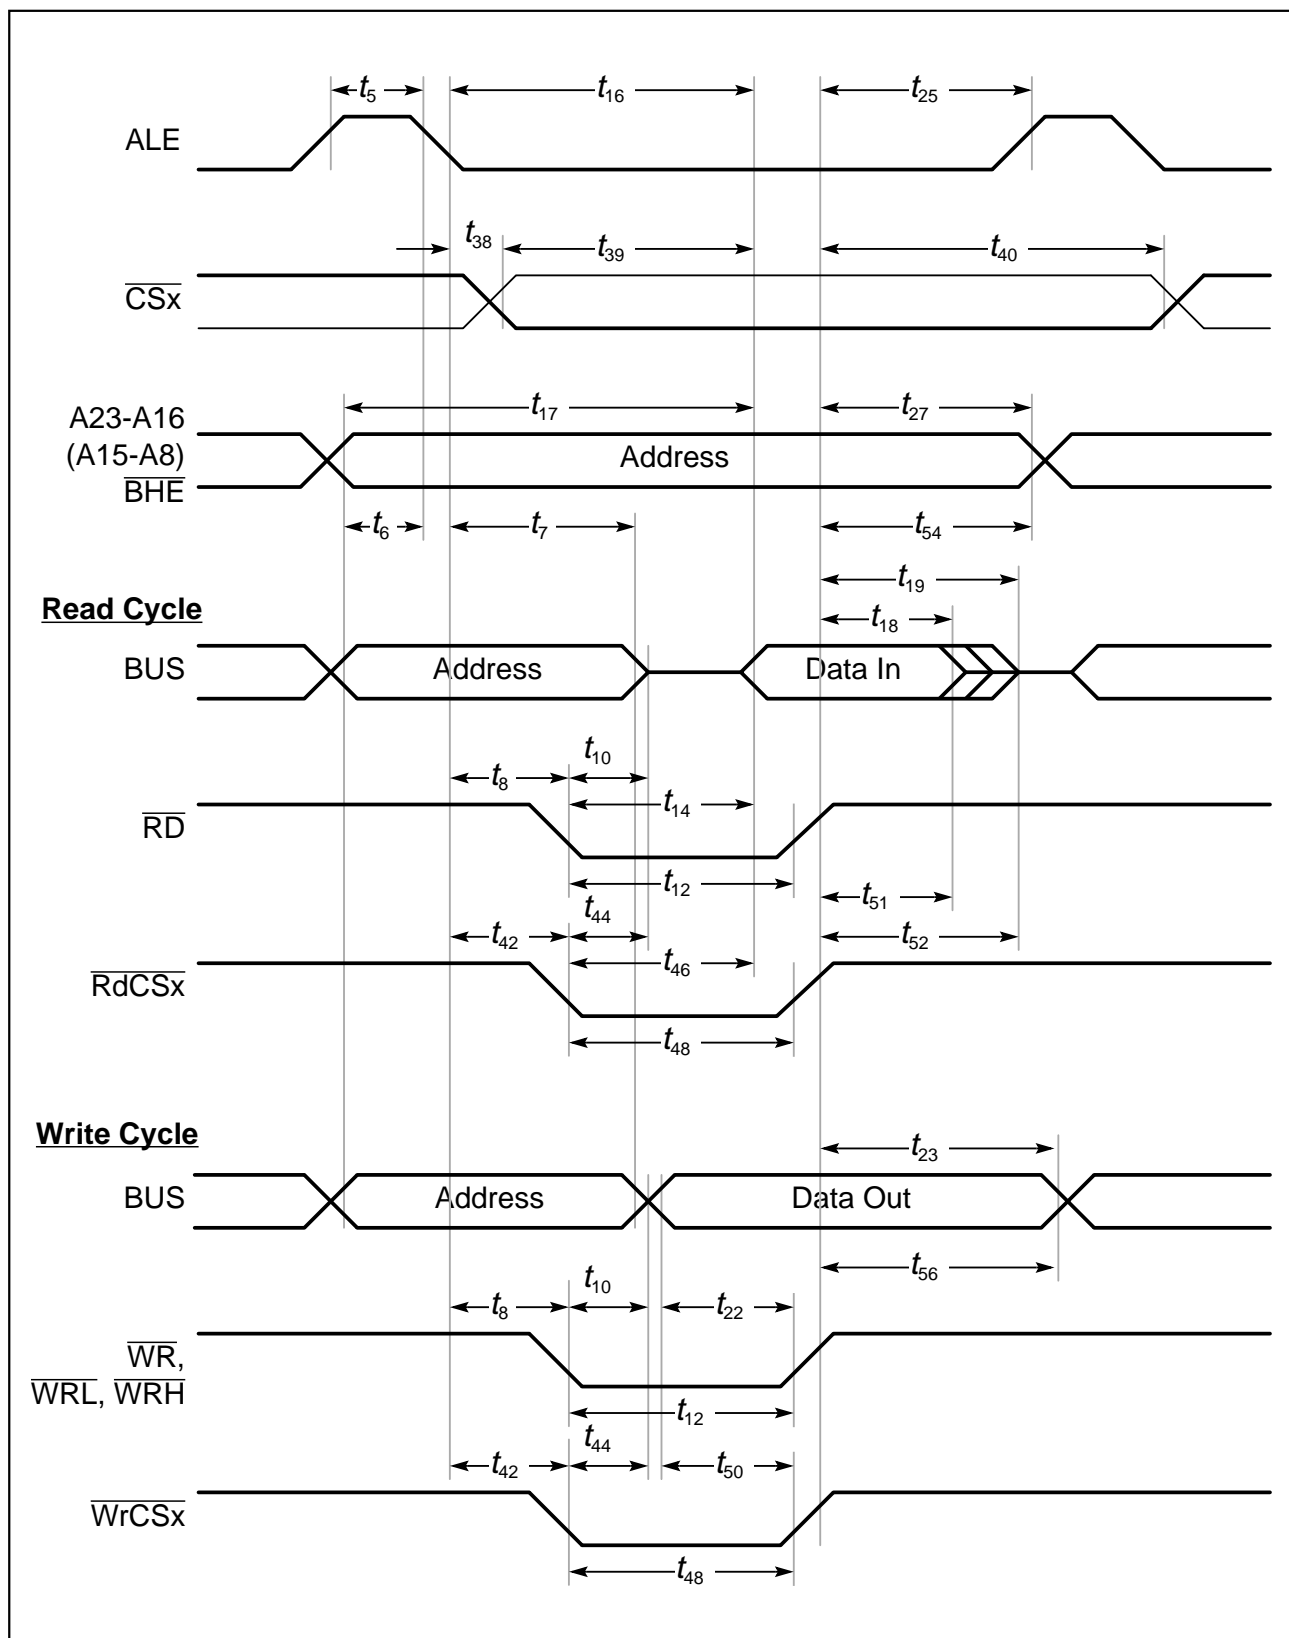 t5
t16
t25
ALE
t38
t39
t40
CSx
t17
t27
A23-A16
(A15-A8)
BHE
Address
t6
t7
t54
t19
Read Cycle
t18
BUS
Address
Data In
t10
t8
t14
RD
t12
t51
t44
t42
t52
t46
RdCSx
t48
Write Cycle
t23
BUS
Address
Data Out
t56
t10
t8
t22
WR,
WRL, WRH
t12
t44
t42
t50
WrCSx
t48